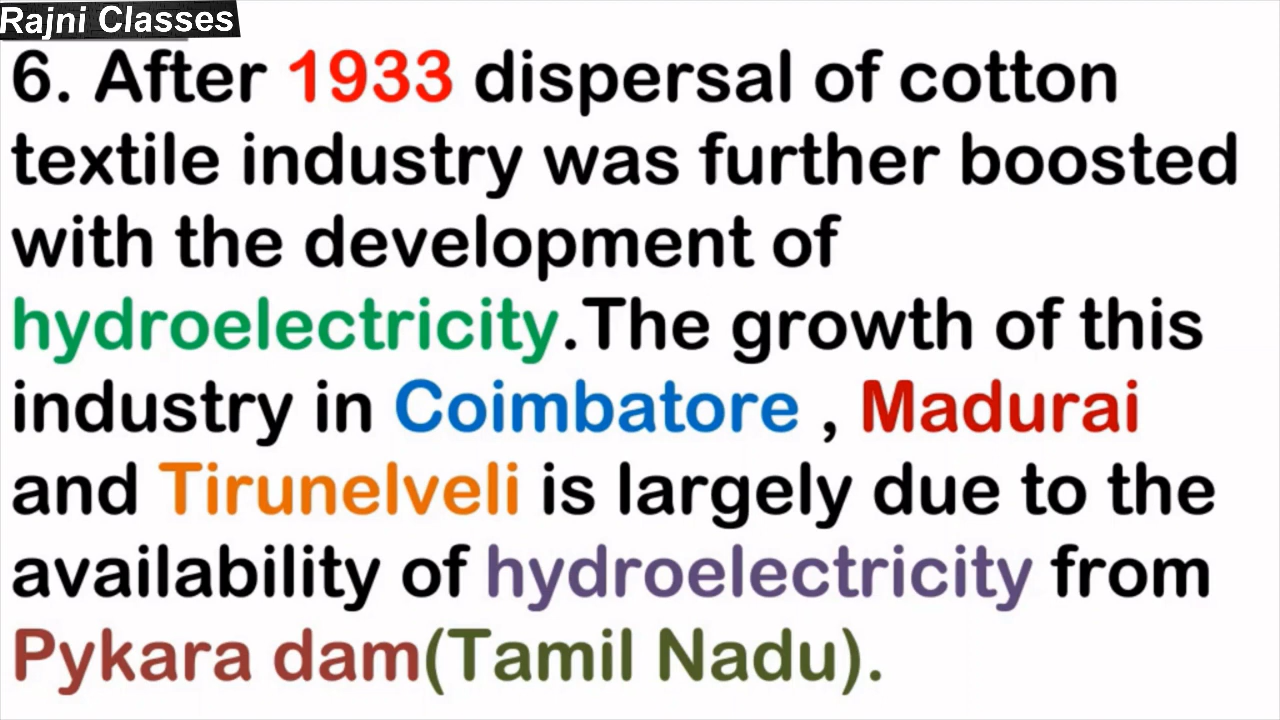 Rajni Classes
6. After 1933 dispersal of cotton
textile industry was further boosted
with the development of
hydroelectricity.The growth of this
industry in Coimbatore , Madurai
and Tirunelveli is largely due to the
availability of hydroelectricity from
Pykara dam(Tamil Nadu).